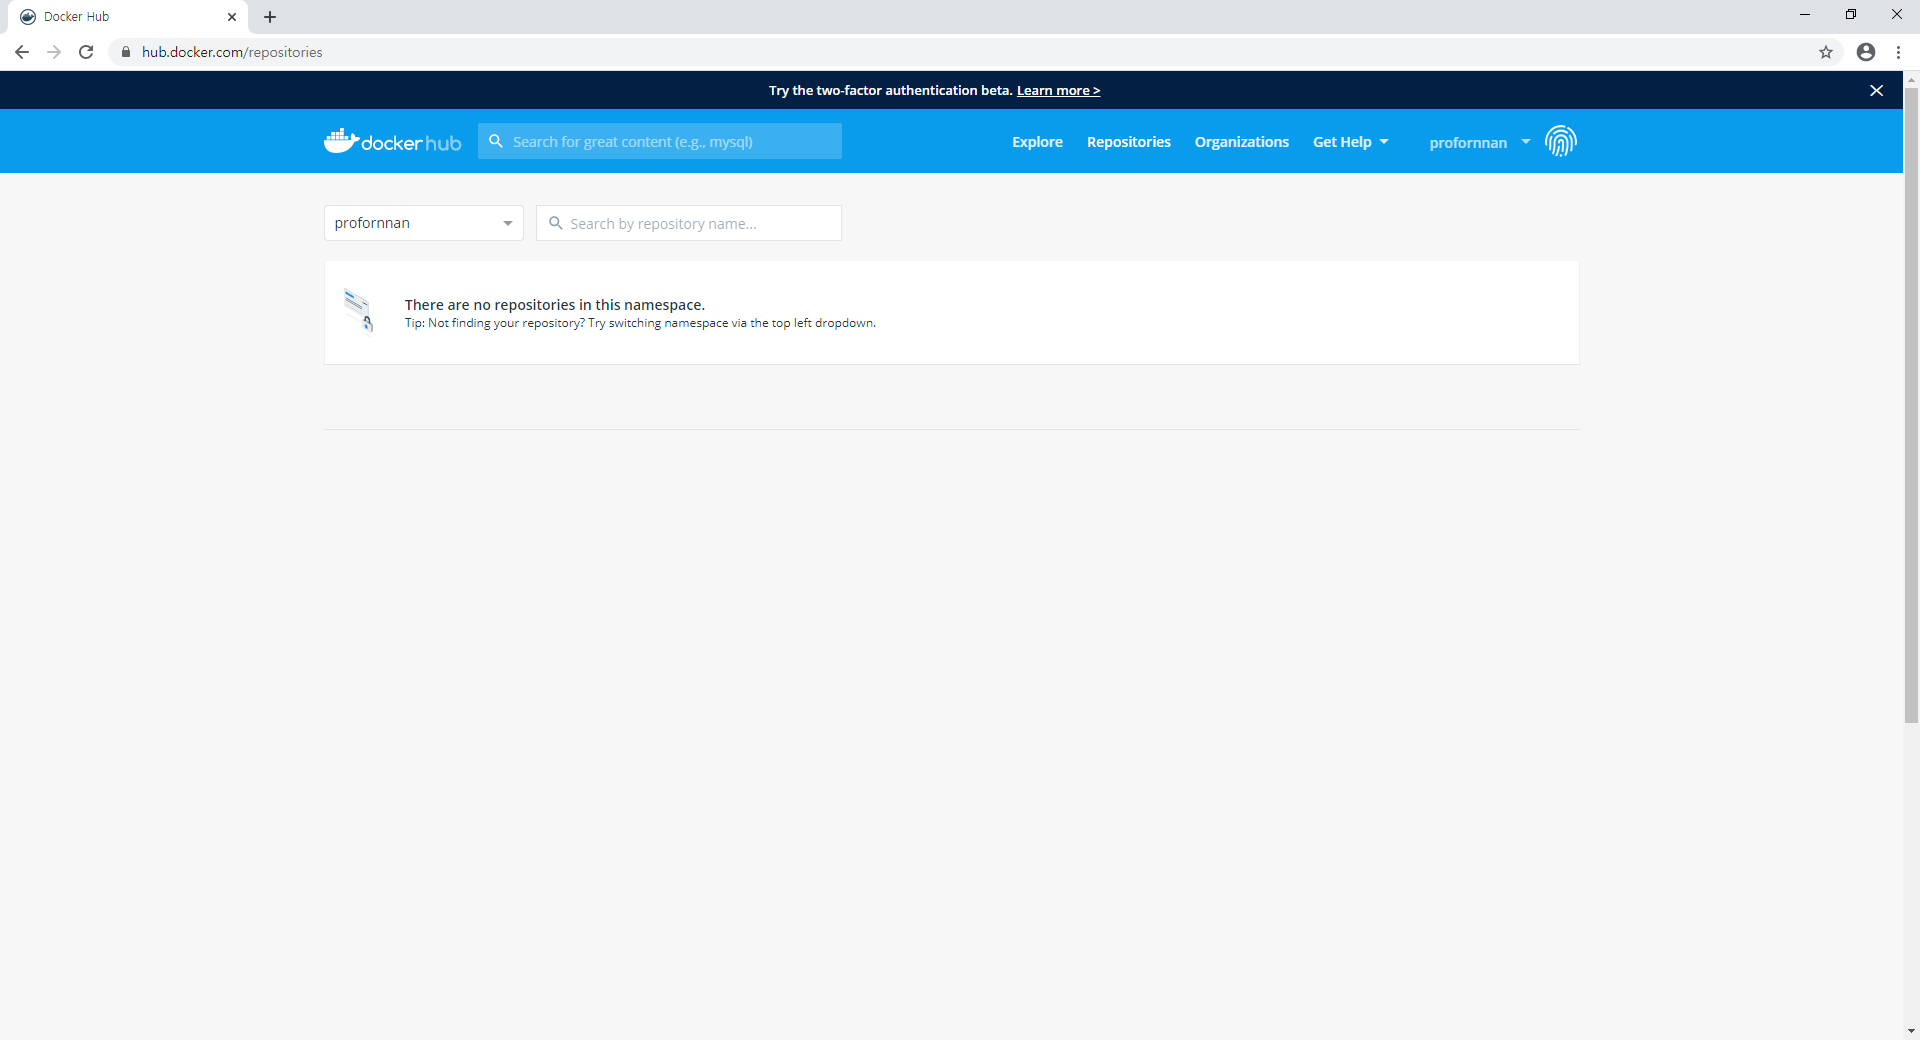 Docker Hub
hub.docker.com/repositories
Try the two-factor authentication beta. Learn more >
docker hub
Search for great content (e.g., mysql)
Explore Repositories Organizations Get Help profornnan
profornnan
Search by repository name...
There are no repositories in this namespace.
Tip: Not finding your repository? Try switching namespace via the top left dropdown.